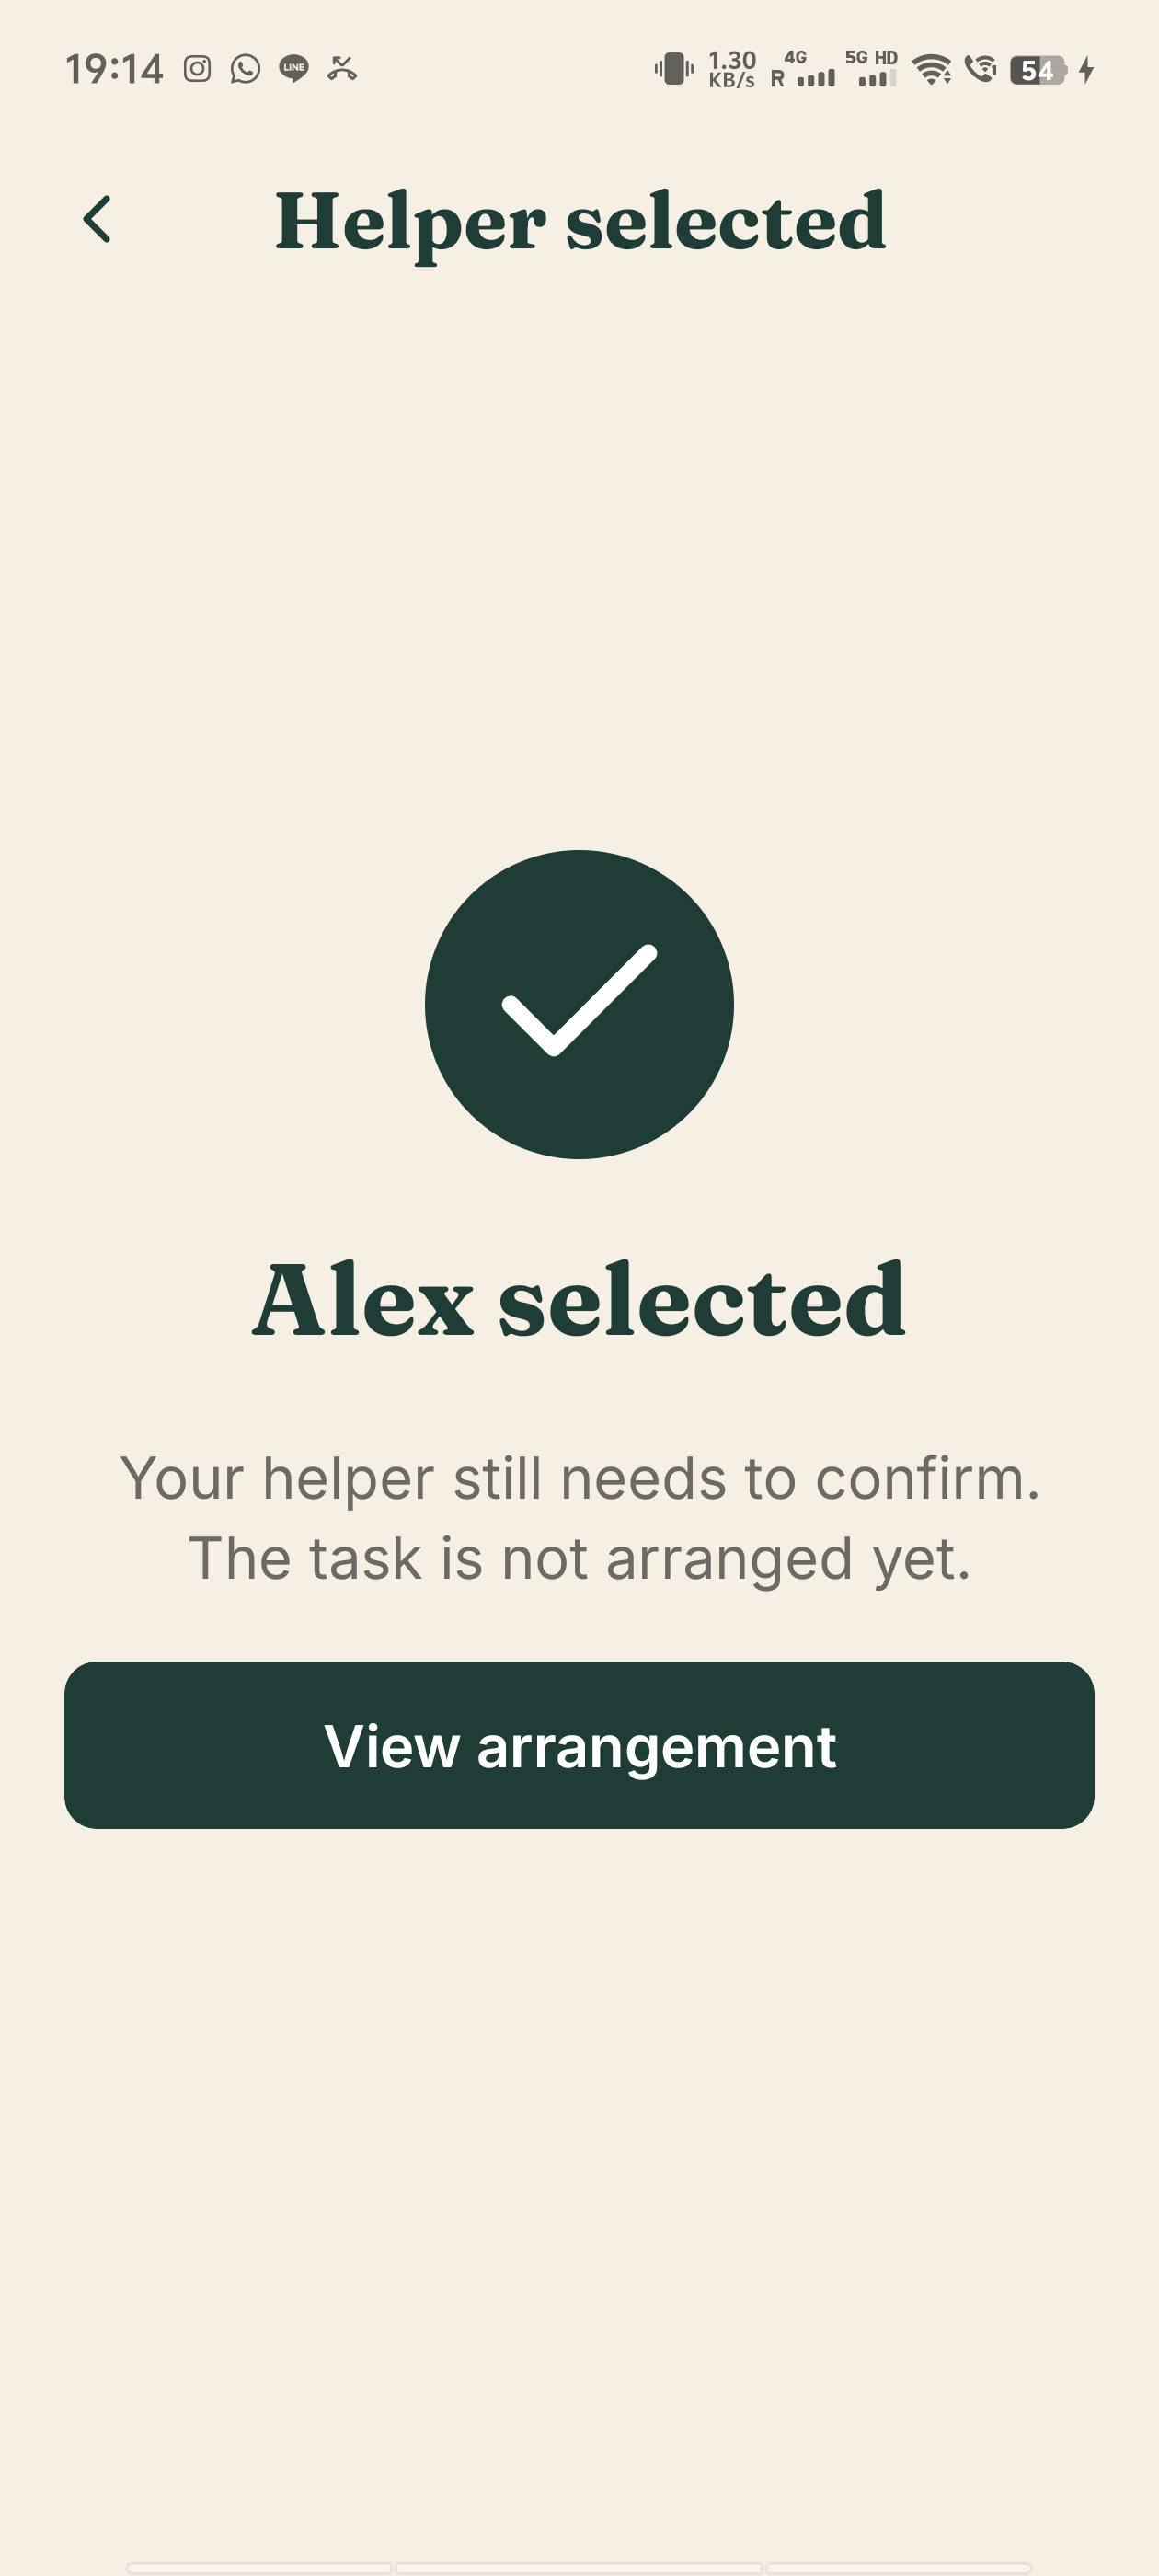 19:14 LINE 1.30 KB/s R 4G 5G HD 54
Helper selected
Alex selected
Your helper still needs to confirm.
The task is not arranged yet.
View arrangement